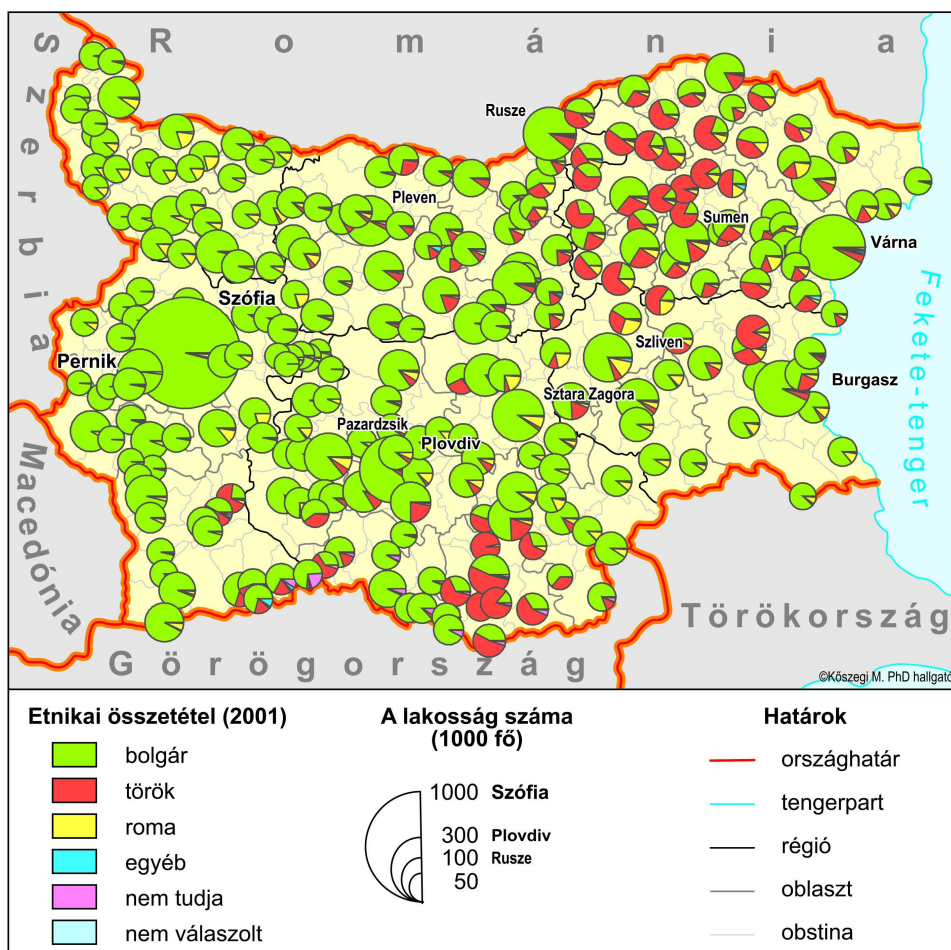 Románia
Szerbia
Macedónia
Görögország
Törökország
Fekete-tenger
Rusze
Pleven
Sumen
Várna
Szófia
Pernik
Szliven
Sztara Zagora
Burgasz
Pazardzsik
Plovdiv
©Kőszegi M. PhD hallgató
Etnikai összetétel (2001)
bolgár
török
roma
egyéb
nem tudja
nem válaszolt
A lakosság száma
(1000 fő)
1000 Szófia
300 Plovdiv
100 Rusze
50
Határok
országhatár
tengerpart
régió
oblaszt
obstina